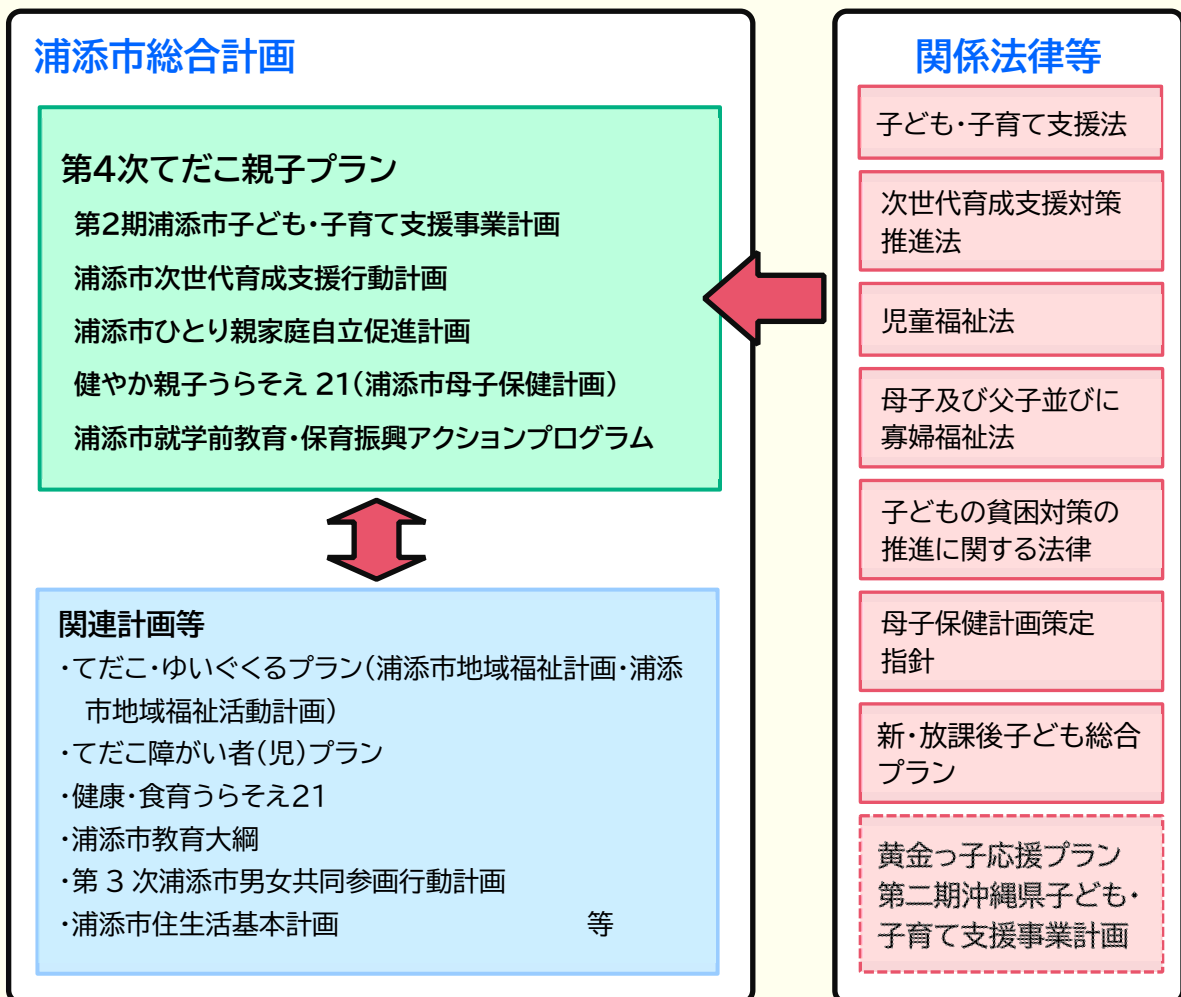 浦添市総合計画
第4次てだこ親子プラン
第2期浦添市子ども・子育て支援事業計画
浦添市次世代育成支援行動計画
浦添市ひとり親家庭自立促進計画
健やか親子うらそえ 21(浦添市母子保健計画)
浦添市就学前教育・保育振興アクションプログラム
関連計画等
・てだこ・ゆいぐくるプラン(浦添市地域福祉計画・浦添
市地域福祉活動計画)
・てだこ障がい者(児)プラン
・健康・食育うらそえ21
・浦添市教育大綱
・第 3 次浦添市男女共同参画行動計画
・浦添市住生活基本計画 等
関係法律等
子ども・子育て支援法
次世代育成支援対策
推進法
児童福祉法
母子及び父子並びに
寡婦福祉法
子どもの貧困対策の
推進に関する法律
母子保健計画策定
指針
新・放課後子ども総合
プラン
黄金っ子応援プラン
第二期沖縄県子ども・
子育て支援事業計画